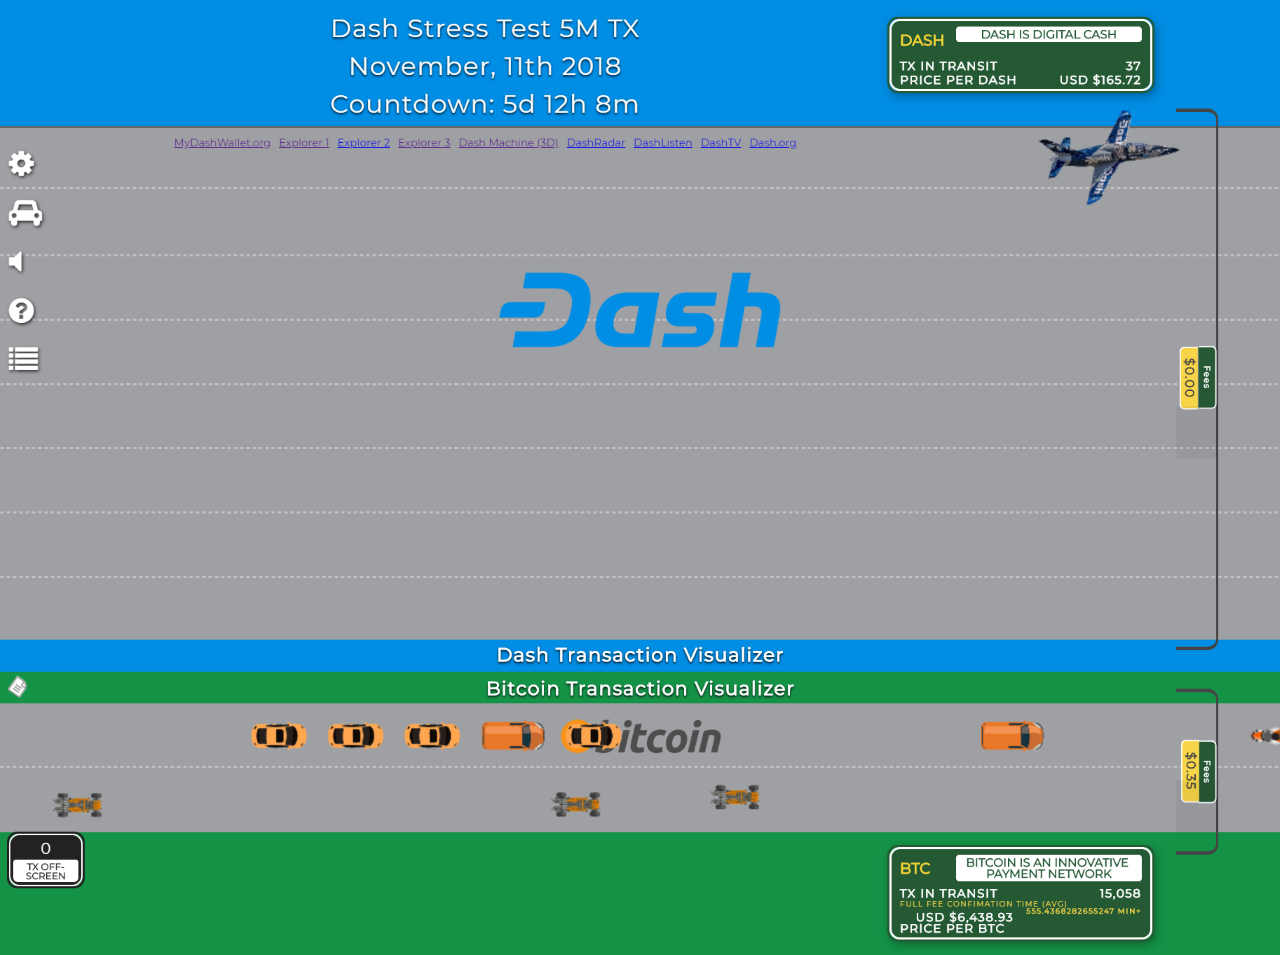 Dash Stress Test 5M TX
November, 11th 2018
Countdown: 5d 12h 8m
DASH
DASH IS DIGITAL CASH
TX IN TRANSIT 37
PRICE PER DASH USD $165.72
MyDashWallet.org Explorer 1 Explorer 2 Explorer 3 Dash Machine (3D) DashRadar DashListen DashTV Dash.org
Dash
Fees
$0.00
Dash Transaction Visualizer
Bitcoin Transaction Visualizer
bitcoin
Fees
$0.35
0
TX OFF-
SCREEN
BTC
BITCOIN IS AN INNOVATIVE
PAYMENT NETWORK
TX IN TRANSIT 15,058
FULL FEE CONFIMATION TIME (AVG)
555.4368282655247 MIN+
USD $6,438.93
PRICE PER BTC